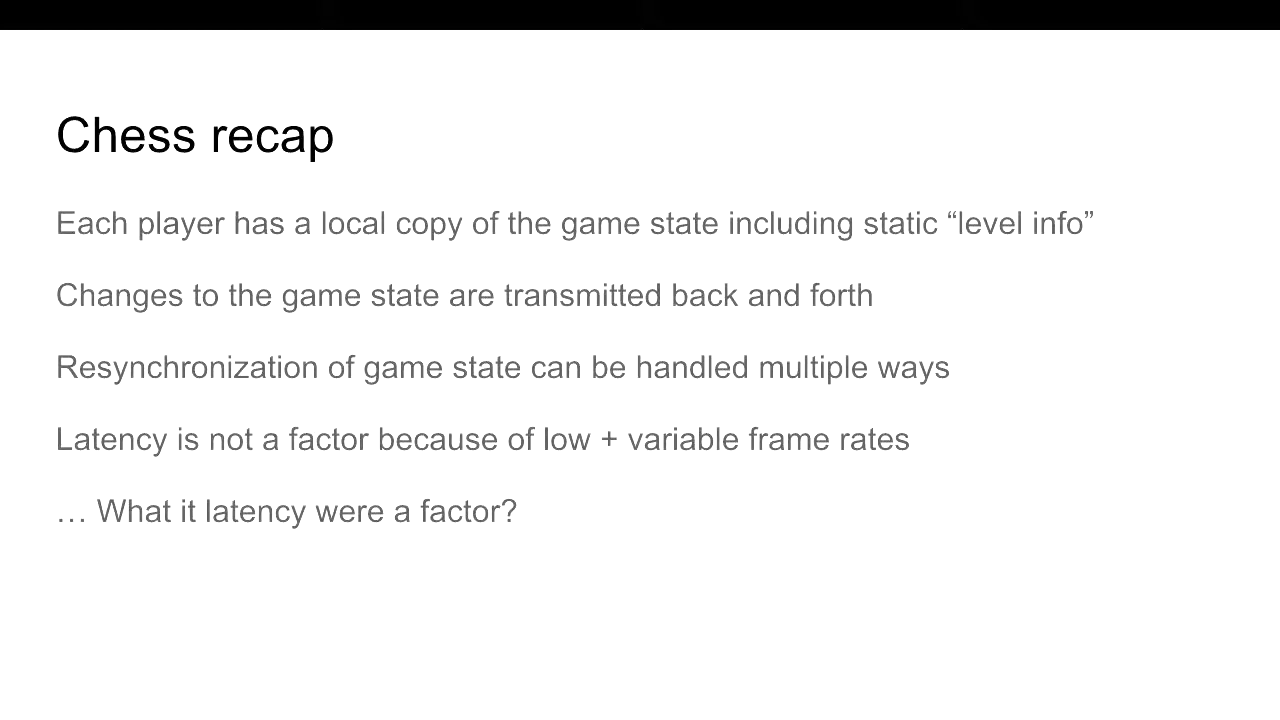 Chess recap
Each player has a local copy of the game state including static “level info”
Changes to the game state are transmitted back and forth
Resynchronization of game state can be handled multiple ways
Latency is not a factor because of low + variable frame rates
… What it latency were a factor?